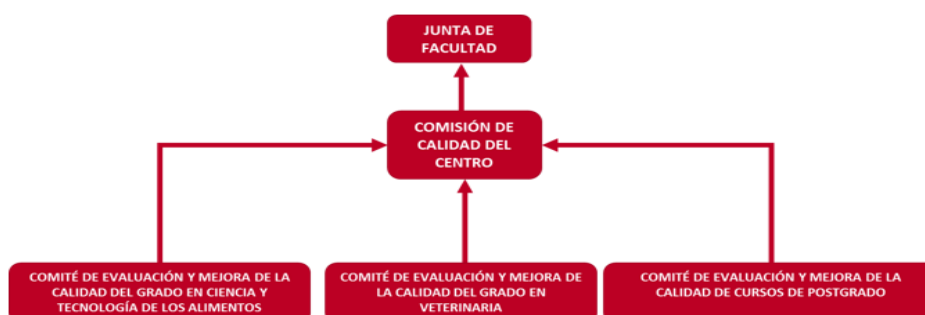 JUNTA DE
FACULTAD
COMISIÓN DE
CALIDAD DEL
CENTRO
COMITÉ DE EVALUACIÓN Y MEJORA DE LA
CALIDAD DEL GRADO EN CIENCIA Y
TECNOLOGÍA DE LOS ALIMENTOS
COMITÉ DE EVALUACIÓN Y MEJORA DE
LA CALIDAD DEL GRADO EN
VETERINARIA
COMITÉ DE EVALUACIÓN Y MEJORA DE LA
CALIDAD DE CURSOS DE POSTGRADO